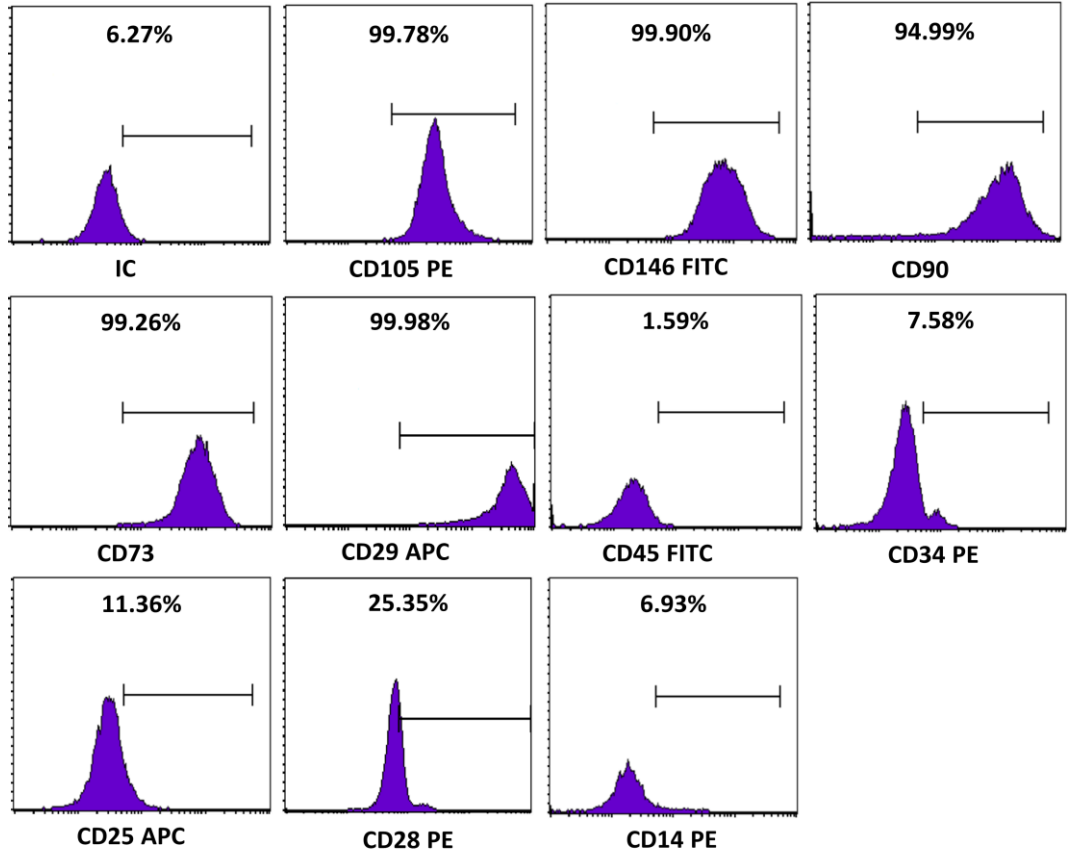 6.27%
99.78%
99.90%
94.99%
IC
CD105 PE
CD146 FITC
CD90
99.26%
99.98%
1.59%
7.58%
CD73
CD29 APC
CD45 FITC
CD34 PE
11.36%
25.35%
6.93%
CD25 APC
CD28 PE
CD14 PE